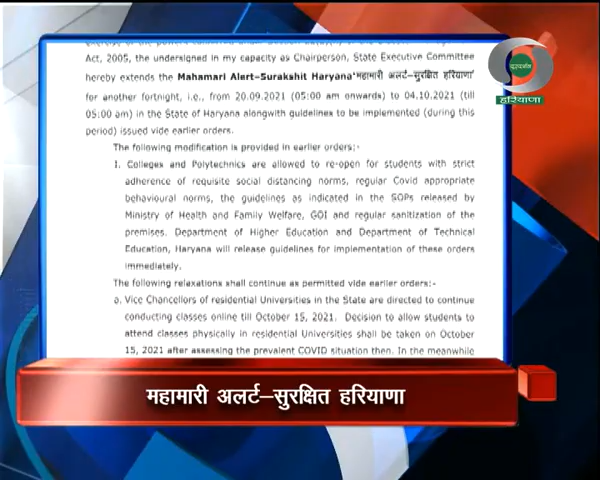 Act, 2005, the undersigned in my capacity as Chairperson, State Executive Committee
hereby extends the Mahamari Alert-Surakshit Haryana'महामारी अलर्ट-सुरक्षित हरियाणा'
for another fortnight, i.e., from 20.09.2021 (05:00 am onwards) to 04.10.2021 (till
05:00 am) in the State of Haryana alongwith guidelines to be implemented (during this
period) issued vide earlier orders.
The following modification is provided in earlier orders:-
1. Colleges and Polytechnics are allowed to re-open for students with strict
adherence of requisite social distancing norms, regular Covid appropriate
behavioural norms, the guidelines as indicated in the SOPs released by
Ministry of Health and Family Welfare, GOI and regular sanitization of the
premises. Department of Higher Education and Department of Technical
Education, Haryana will release guidelines for implementation of these orders
immediately.
The following relaxations shall continue as permitted vide earlier orders:-
a. Vice Chancellors of residential Universities in the State are directed to continue
conducting classes online till October 15, 2021. Decision to allow students to
attend classes physically in residential Universities shall be taken on October
15, 2021 after assessing the prevalent COVID situation then. In the meanwhile
दूरदर्शन
हरियाणा
महामारी अलर्ट–सुरक्षित हरियाणा